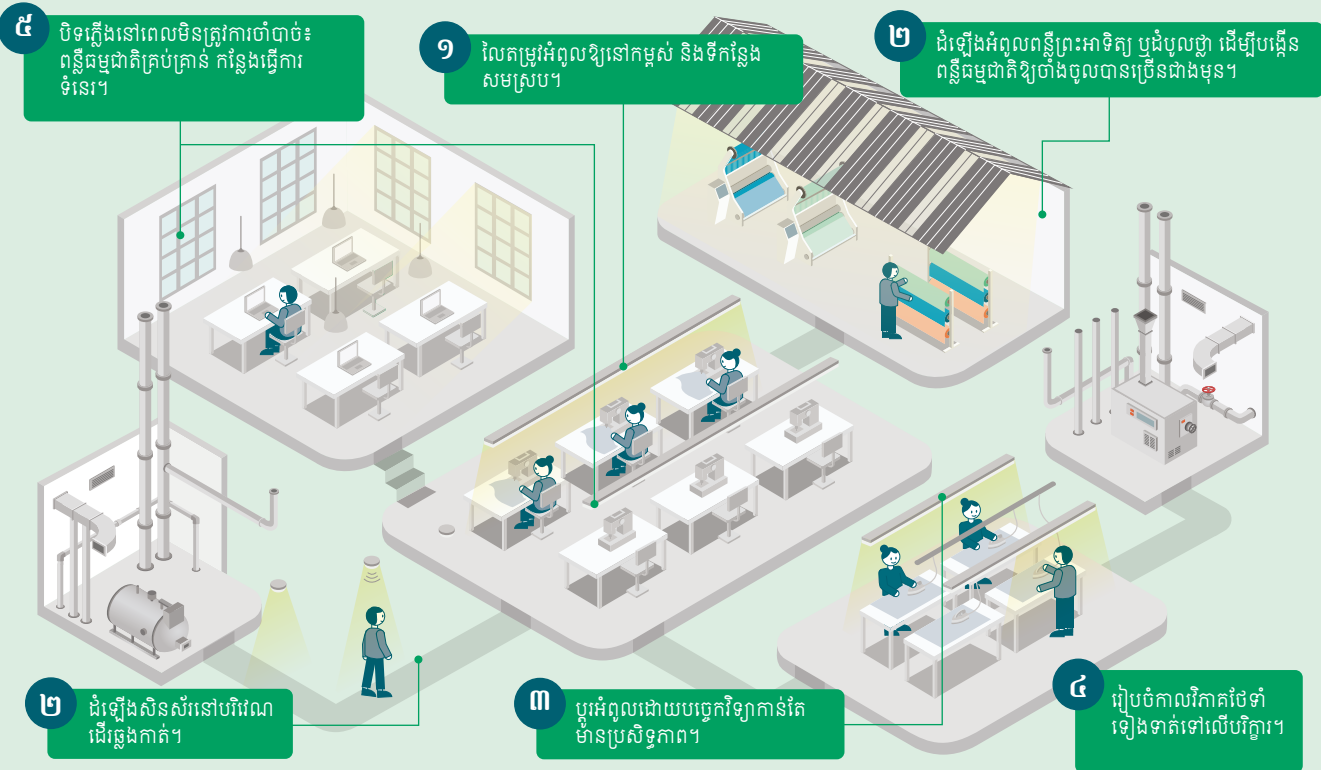 ៥
បិទភ្លើងនៅពេលមិនត្រូវការចាំបាច់៖
ពន្លឺធម្មជាតិគ្រប់គ្រាន់ កន្លែងធ្វើការ
ទំនេរ។
១
លៃតម្រូវអំពូលឱ្យនៅកម្ពស់ និងទីកន្លែង
សមស្រប។
២
ដំឡើងអំពូលពន្លឺព្រះអាទិត្យ ឬដំបូលថ្លា ដើម្បីបង្កើន
ពន្លឺធម្មជាតិឱ្យចាំងចូលបានច្រើនជាងមុន។
២
ដំឡើងសិនស័រនៅបរិវេណ
ដើរឆ្លងកាត់។
៣
ប្តូរអំពូលដោយបច្ចេកវិទ្យាកាន់តែ
មានប្រសិទ្ធភាព។
៤
រៀបចំកាលវិភាគថែទាំ
ទៀងទាត់ទៅលើបរិក្ខារ។